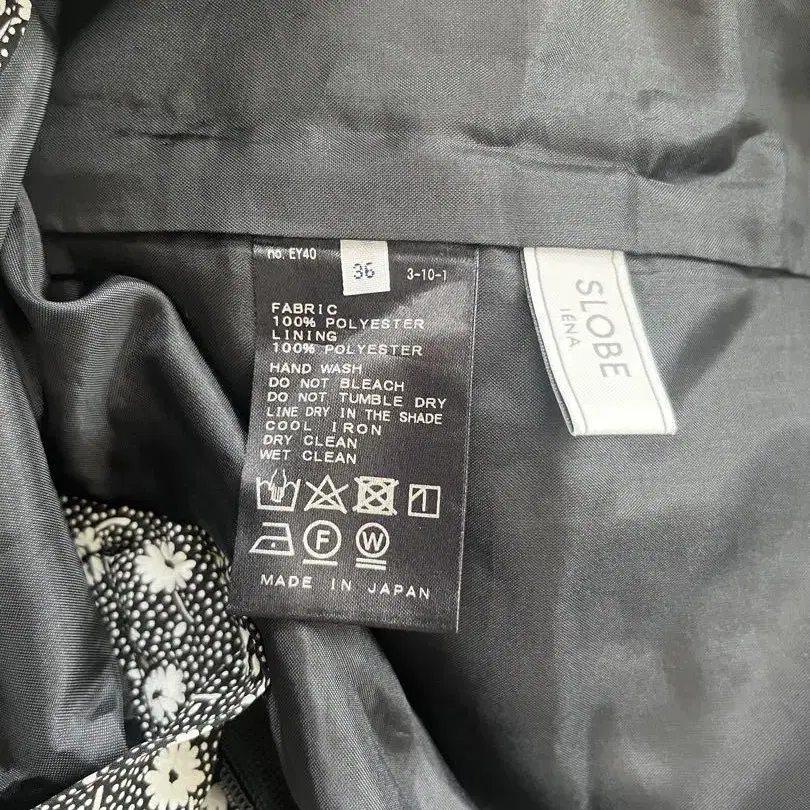 no. EY40
36
3-10-1
FABRIC
100% POLYESTER
LINING
100% POLYESTER
HAND WASH
DO NOT BLEACH
DO NOT TUMBLE DRY
LINE DRY IN THE SHADE
COOL IRON
DRY CLEAN
WET CLEAN
F W
MADE IN JAPAN
SLOBE
IÉNA